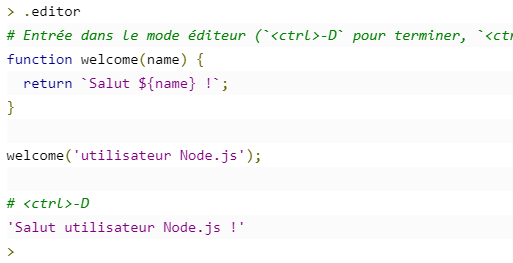 > .editor
# Entrée dans le mode éditeur (`<ctrl>-D` pour terminer, `<ctr
function welcome(name) {
  return `Salut ${name} !`;
}
welcome('utilisateur Node.js');
# <ctrl>-D
'Salut utilisateur Node.js !'
>